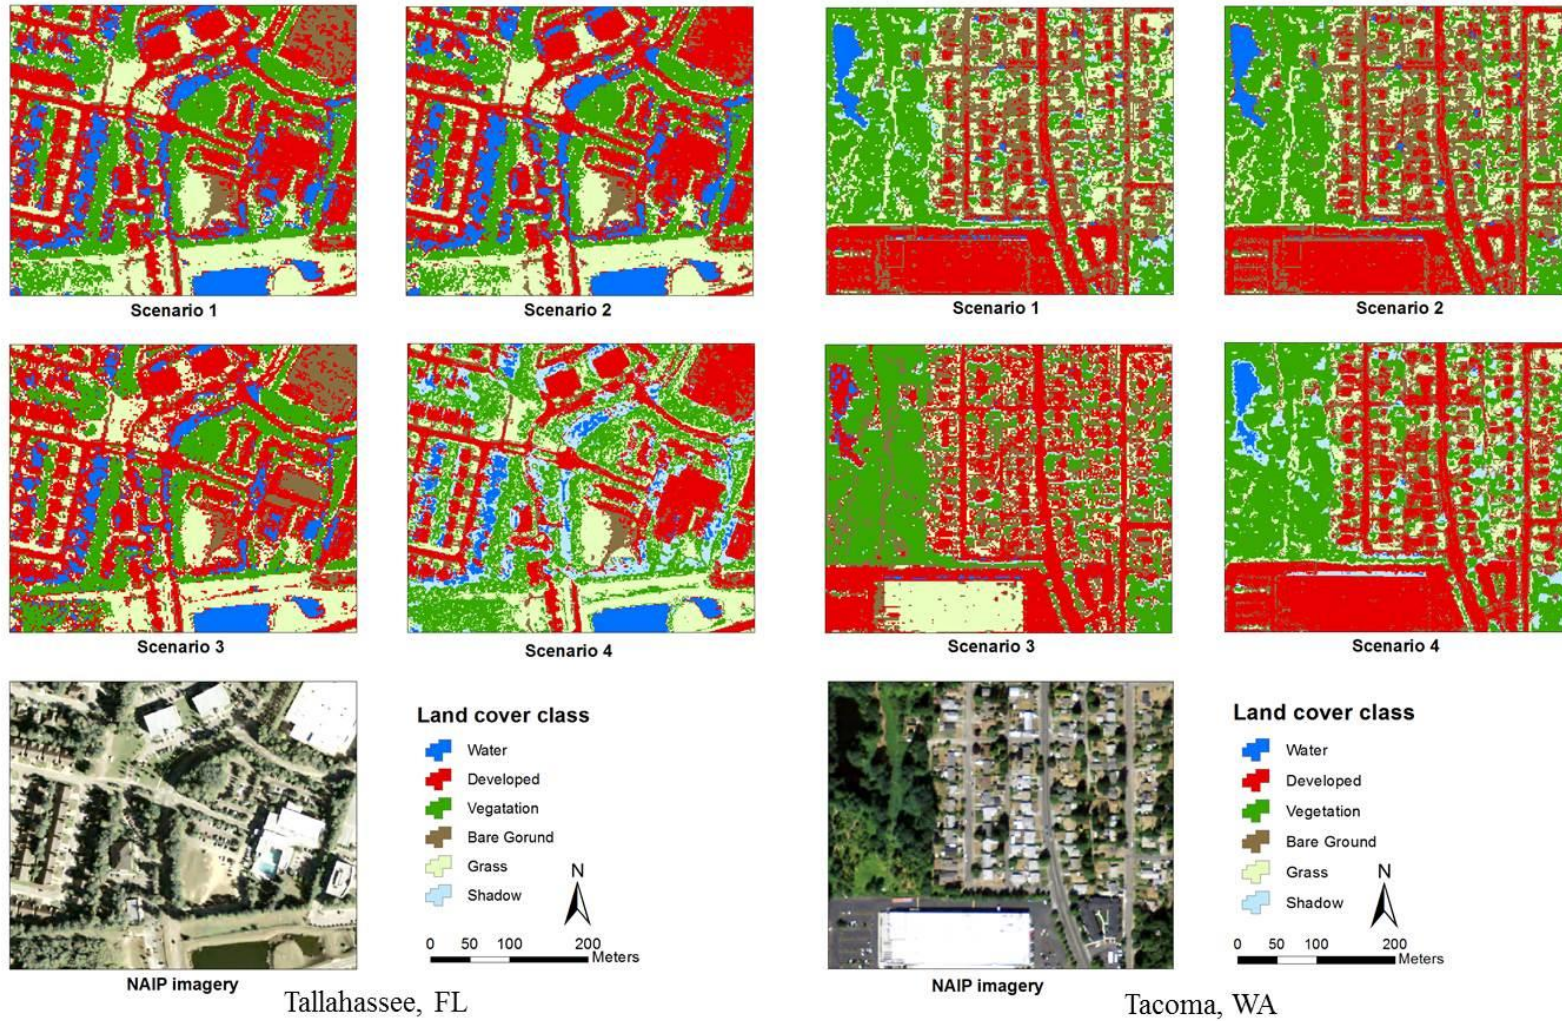 Scenario 1
Scenario 2
Scenario 1
Scenario 2
Scenario 3
Scenario 4
Scenario 3
Scenario 4
Land cover class
Water
Developed
Vegatation
Bare Gorund
Grass
Shadow
N
0 50 100 200
Meters
NAIP imagery
Tallahassee, FL
Land cover class
Water
Developed
Vegetation
Bare Ground
Grass
Shadow
N
0 50 100 200
Meters
NAIP imagery
Tacoma, WA